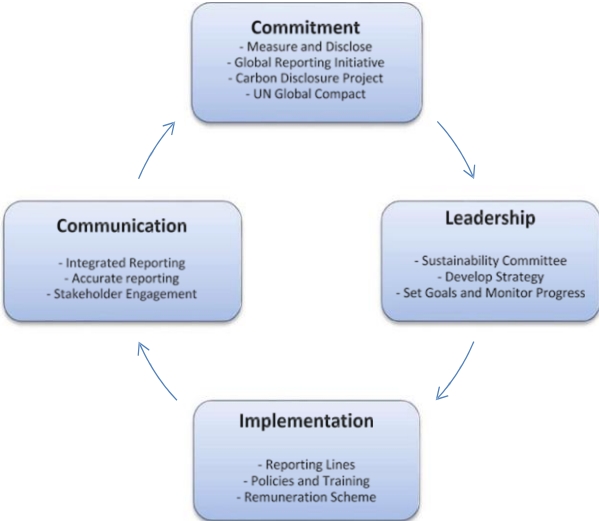 Commitment
- Measure and Disclose
- Global Reporting Initiative
- Carbon Disclosure Project
- UN Global Compact
Leadership
- Sustainability Committee
- Develop Strategy
- Set Goals and Monitor Progress
Implementation
- Reporting Lines
- Policies and Training
- Remuneration Scheme
Communication
- Integrated Reporting
- Accurate reporting
- Stakeholder Engagement